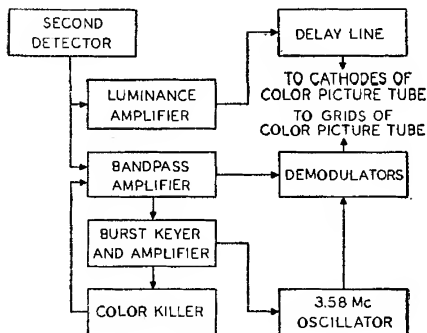 SECOND
DETECTOR
DELAY LINE
LUMINANCE
AMPLIFIER
TO CATHODES OF
COLOR PICTURE TUBE
TO GRIDS OF
COLOR PICTURE TUBE
BANDPASS
AMPLIFIER
DEMODULATORS
BURST KEYER
AND AMPLIFIER
COLOR KILLER
3.58 Mc
OSCILLATOR